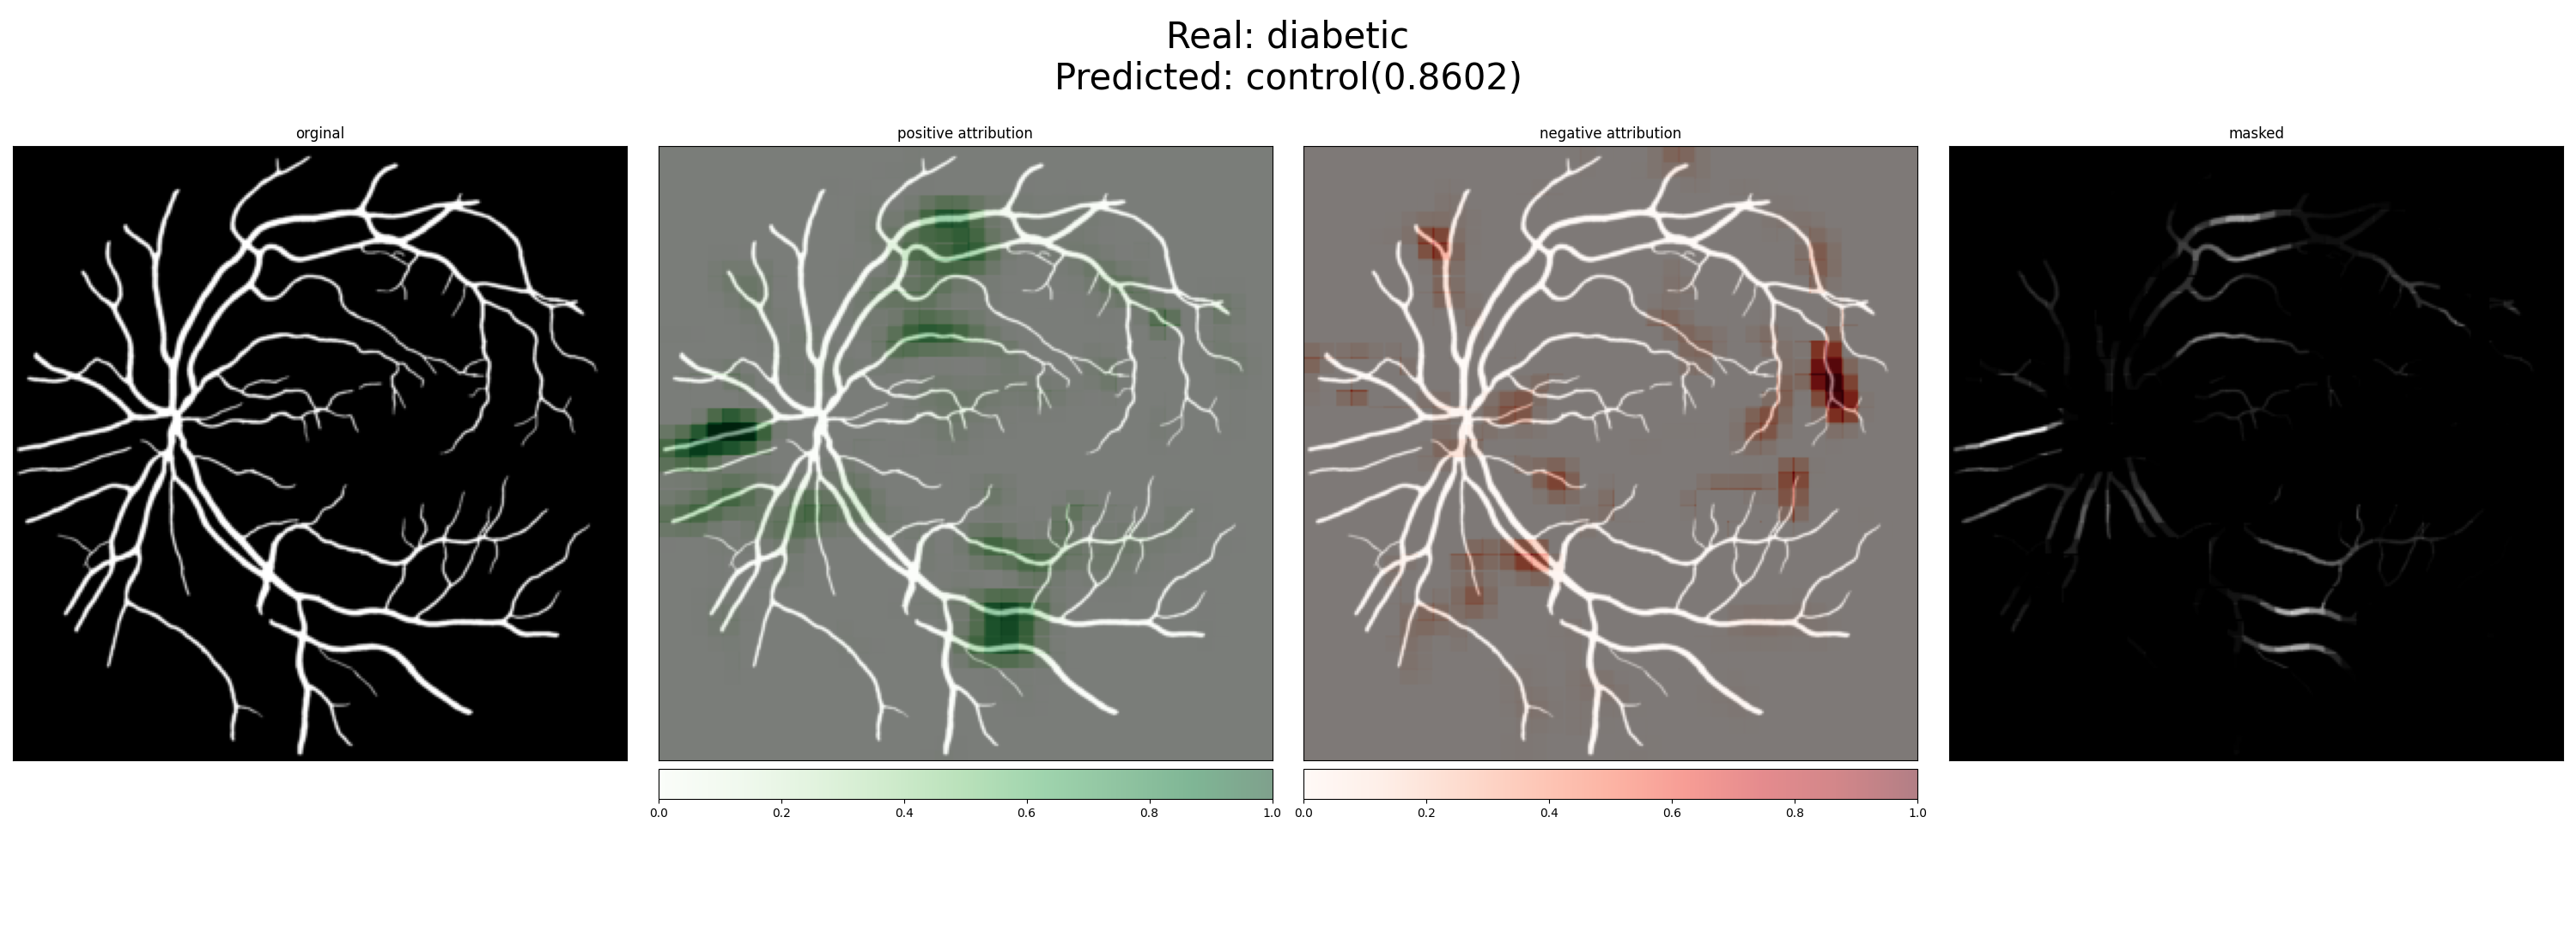 Real: diabetic
Predicted: control(0.8602)
orginal
positive attribution
negative attribution
masked
0.0 0.2 0.4 0.6 0.8 1.0
0.0 0.2 0.4 0.6 0.8 1.0